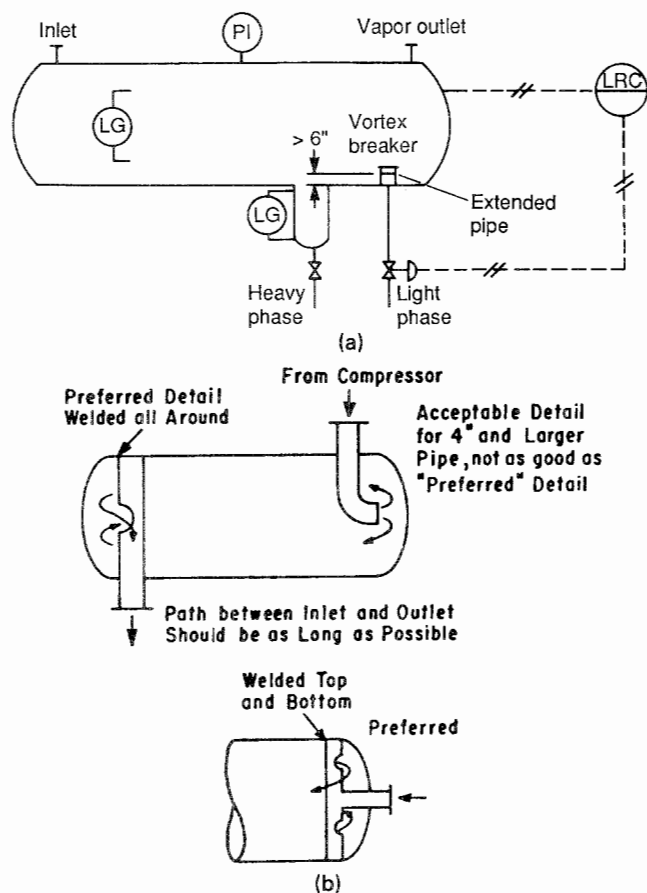 Inlet
PI
Vapor outlet
LRC
LG
> 6"
Vortex
breaker
LG
Extended
pipe
Heavy
phase
Light
phase
(a)
From Compressor
Preferred Detail
Welded all Around
Acceptable Detail
for 4" and Larger
Pipe, not as good as
"Preferred" Detail
Path between Inlet and Outlet
Should be as Long as Possible
Welded Top
and Bottom
Preferred
(b)